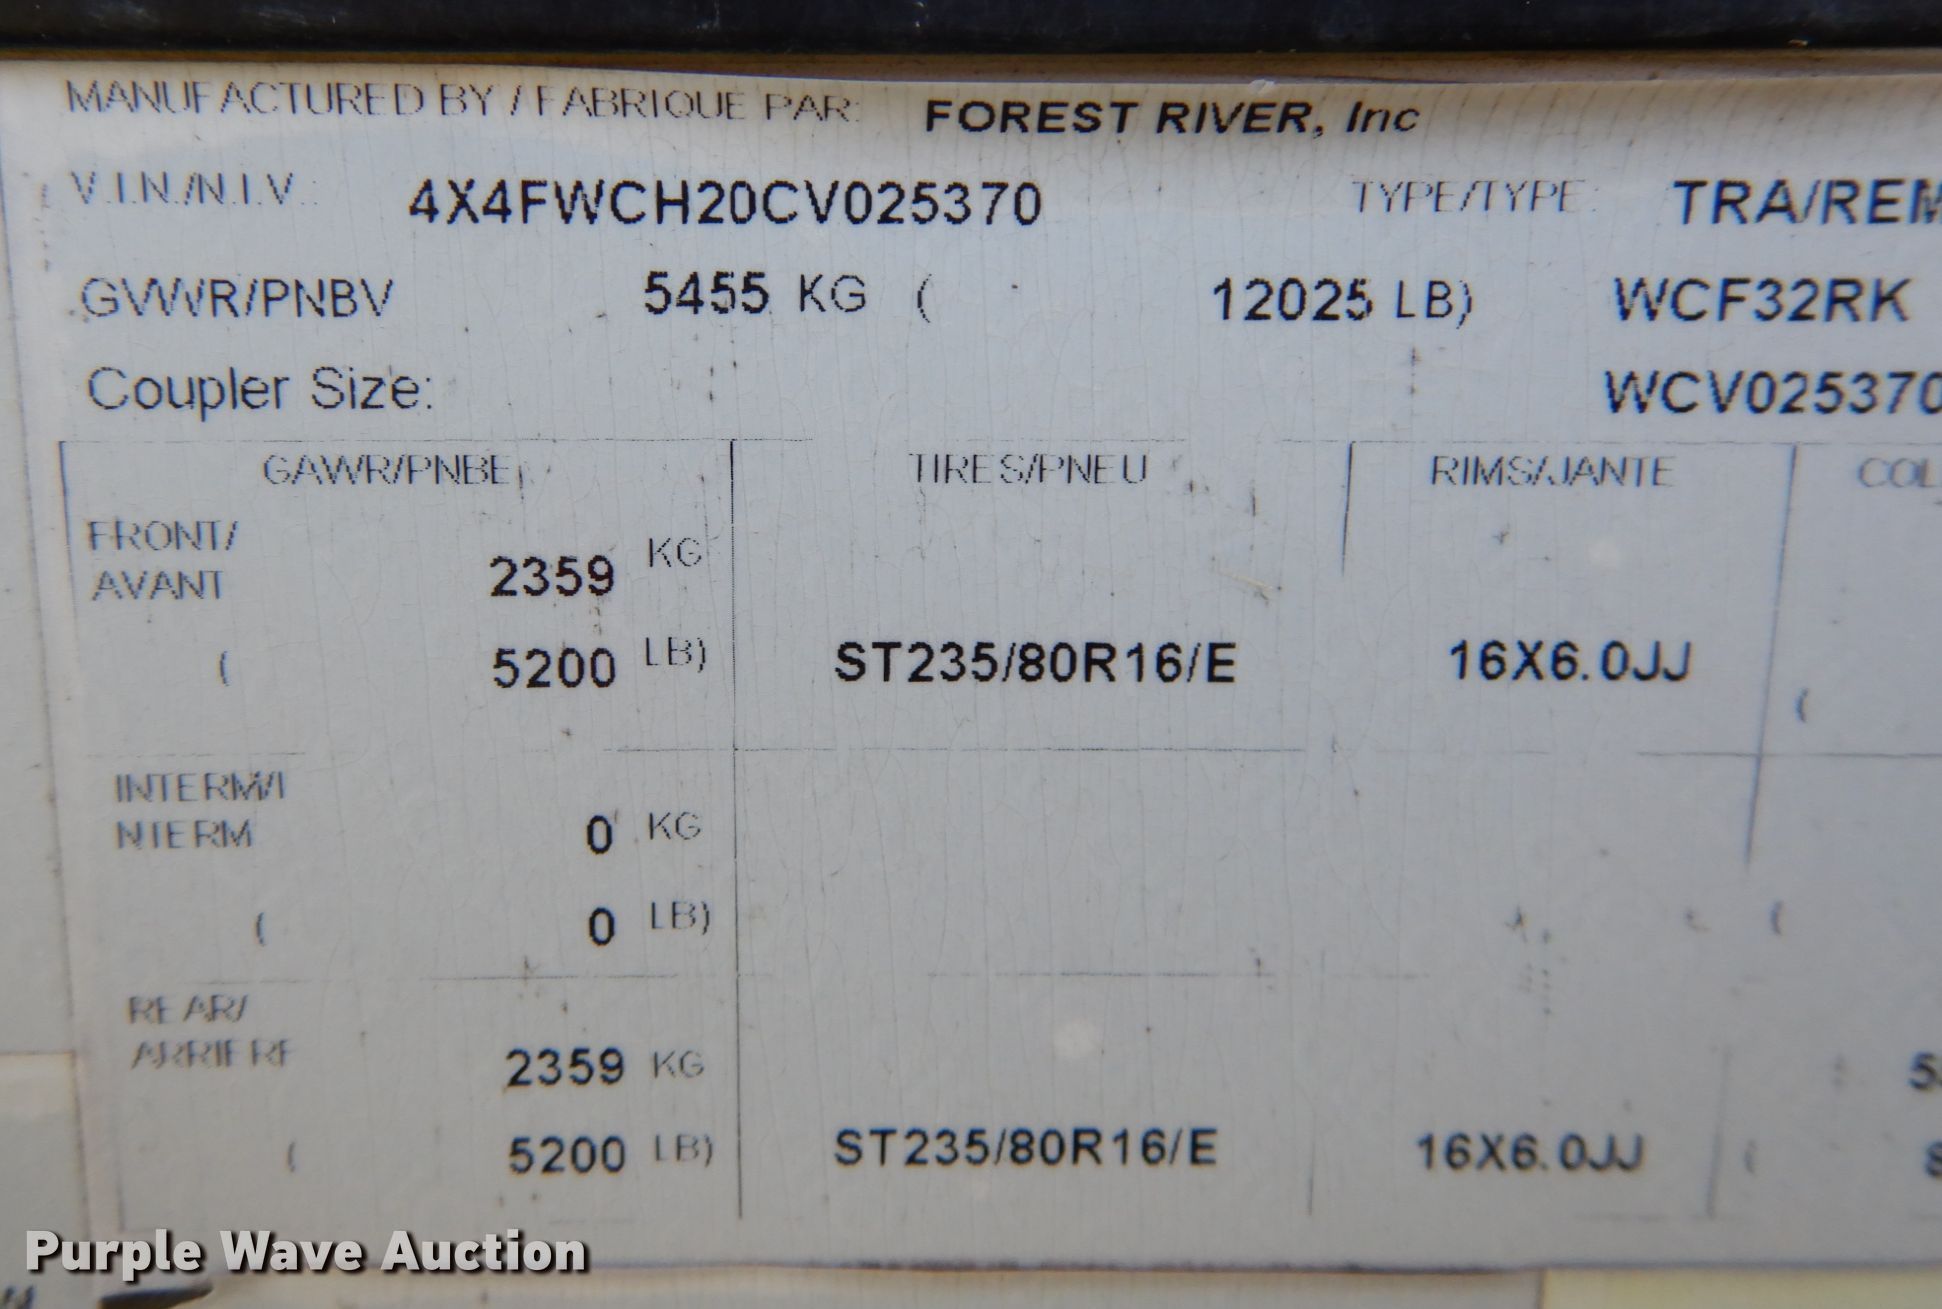 MANUFACTURED BY / FABRIQUE PAR: FOREST RIVER, Inc
V.I.N./N.I.V.: 4X4FWCH20CV025370 TYPE/TYPE: TRA/REM
GVWR/PNBV 5455 KG ( 12025 LB) WCF32RK
Coupler Size: WCV025370
GAWR/PNBE TIRES/PNEU RIMS/JANTE COL
FRONT/
AVANT 2359 KG
( 5200 LB) ST235/80R16/E 16X6.0JJ (
INTERM/I
NTERM 0 KG
( 0 LB) (
REAR/
ARRIERE 2359 KG
( 5200 LB) ST235/80R16/E 16X6.0JJ (
Purple Wave Auction